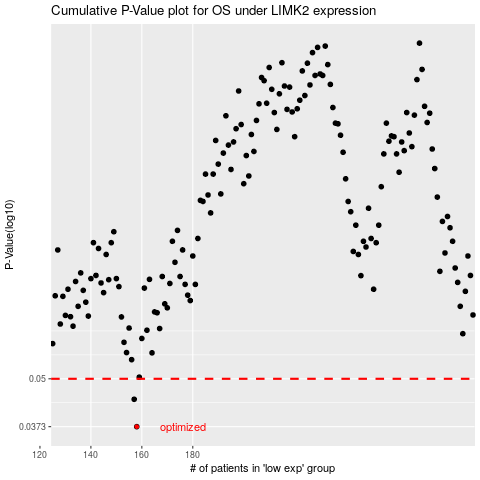 Cumulative P-Value plot for OS under LIMK2 expression
P-Value(log10)
0.05
0.0373
optimized
120 140 160 180
# of patients in 'low exp' group